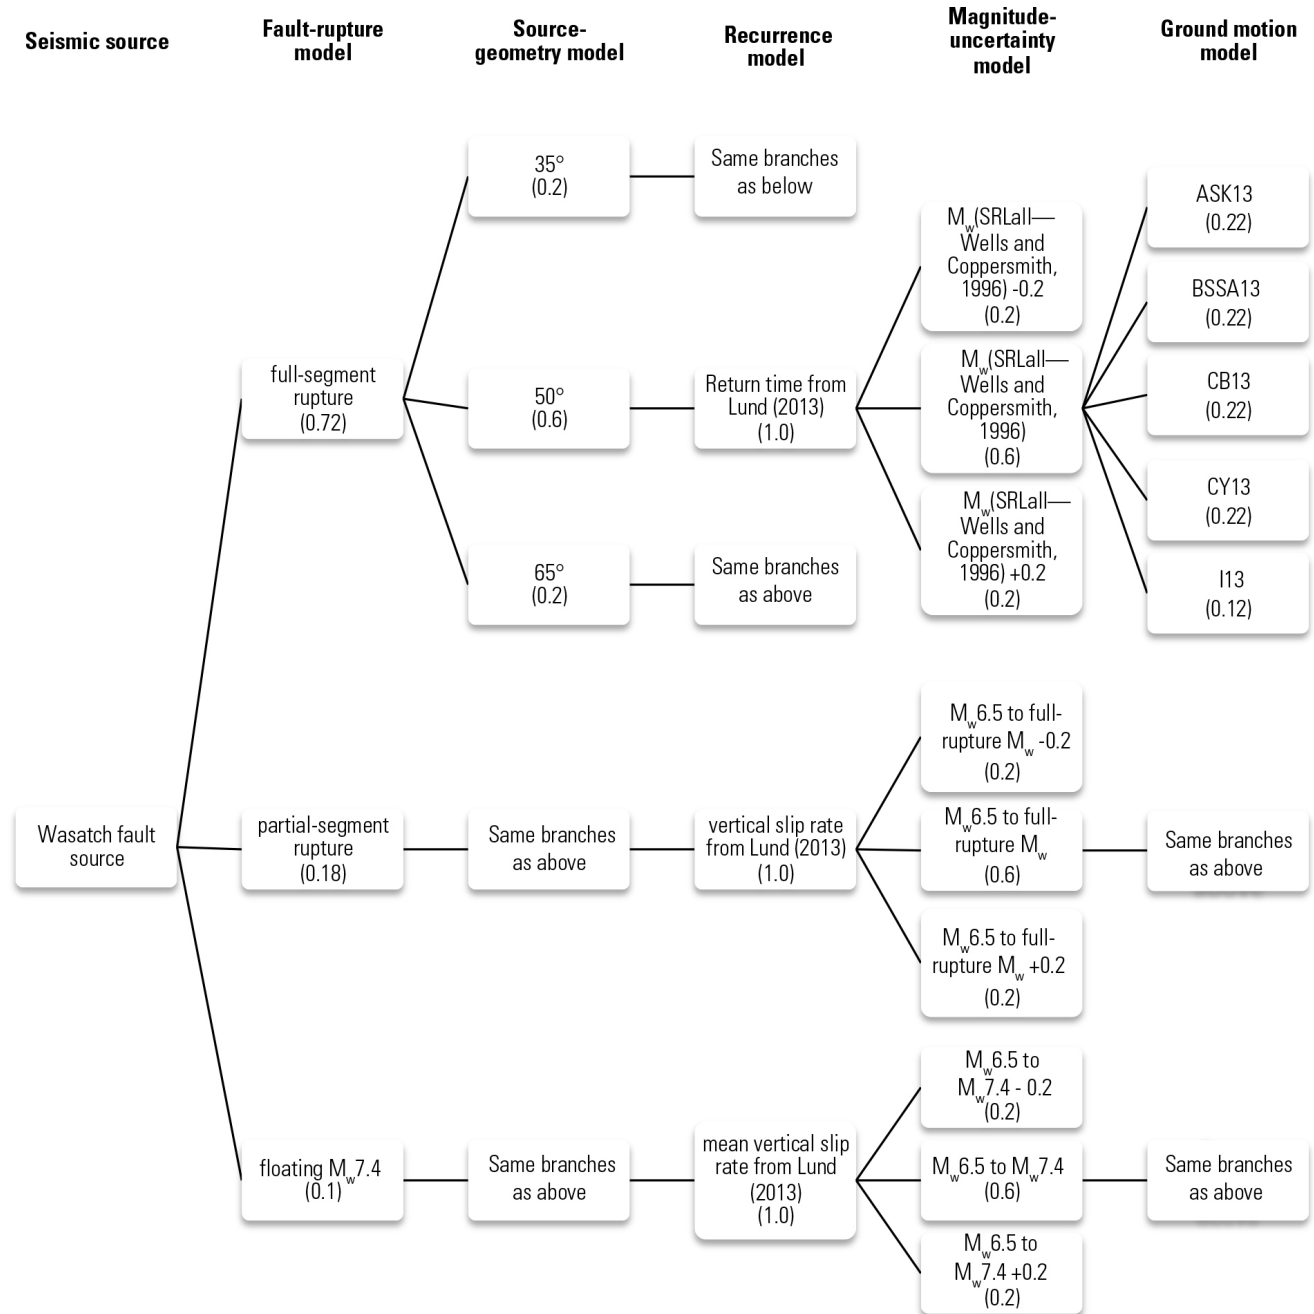 Seismic source
Fault-rupture
model
Source-
geometry model
Recurrence
model
Magnitude-
uncertainty
model
Ground motion
model
35°
(0.2)
Same branches
as below
Mw(SRLall—
Wells and
Coppersmith,
1996) -0.2
(0.2)
ASK13
(0.22)
BSSA13
(0.22)
full-segment
rupture
(0.72)
50°
(0.6)
Return time from
Lund (2013)
(1.0)
Mw(SRLall—
Wells and
Coppersmith,
1996)
(0.6)
CB13
(0.22)
CY13
(0.22)
65°
(0.2)
Same branches
as above
Mw(SRLall—
Wells and
Coppersmith,
1996) +0.2
(0.2)
I13
(0.12)
Mw6.5 to full-
rupture Mw -0.2
(0.2)
Wasatch fault
source
partial-segment
rupture
(0.18)
Same branches
as above
vertical slip rate
from Lund (2013)
(1.0)
Mw6.5 to full-
rupture Mw
(0.6)
Same branches
as above
Mw6.5 to full-
rupture Mw +0.2
(0.2)
Mw6.5 to
Mw7.4 - 0.2
(0.2)
floating Mw7.4
(0.1)
Same branches
as above
mean vertical slip
rate from Lund
(2013)
(1.0)
Mw6.5 to Mw7.4
(0.6)
Same branches
as above
Mw6.5 to
Mw7.4 +0.2
(0.2)